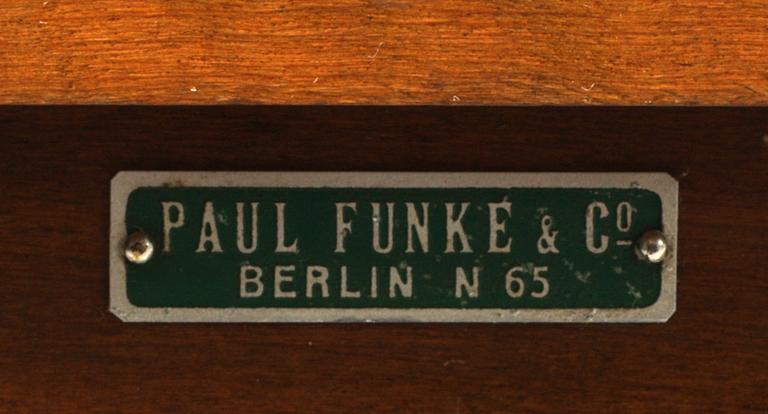 PAUL FUNKE & Cº
BERLIN N 65